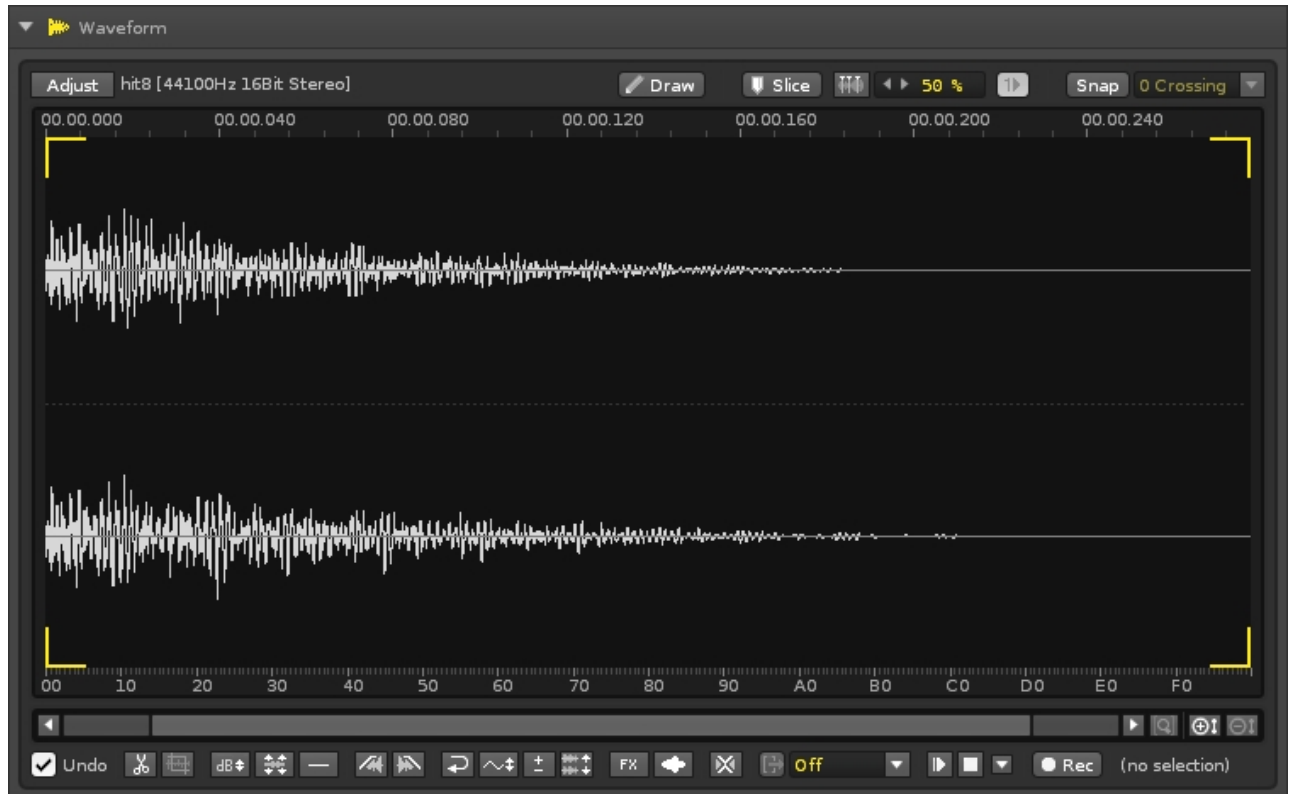 Waveform
Adjust hit8 [44100Hz 16Bit Stereo] Draw Slice 50 % 1 Snap 0 Crossing
00.00.000 00.00.040 00.00.080 00.00.120 00.00.160 00.00.200 00.00.240
00 10 20 30 40 50 60 70 80 90 A0 B0 C0 D0 E0 F0
Undo dB FX Off Rec (no selection)